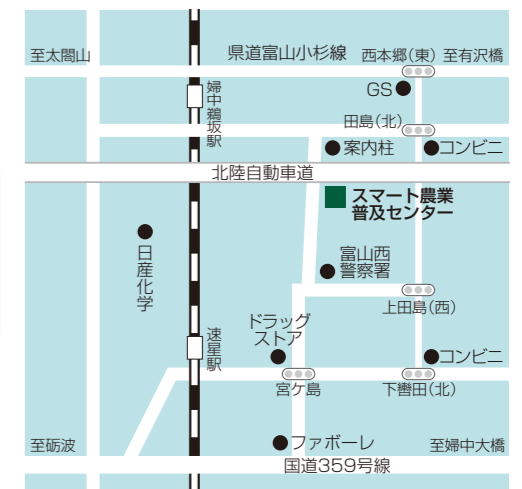 至太閤山
県道富山小杉線
西本郷(東)
至有沢橋
GS
婦中鵜坂駅
田島(北)
案内柱
コンビニ
北陸自動車道
スマート農業
普及センター
日産化学
富山西
警察署
上田島(西)
ドラッグ
ストア
速星駅
コンビニ
宮ケ島
下轡田(北)
至砺波
ファボーレ
至婦中大橋
国道359号線